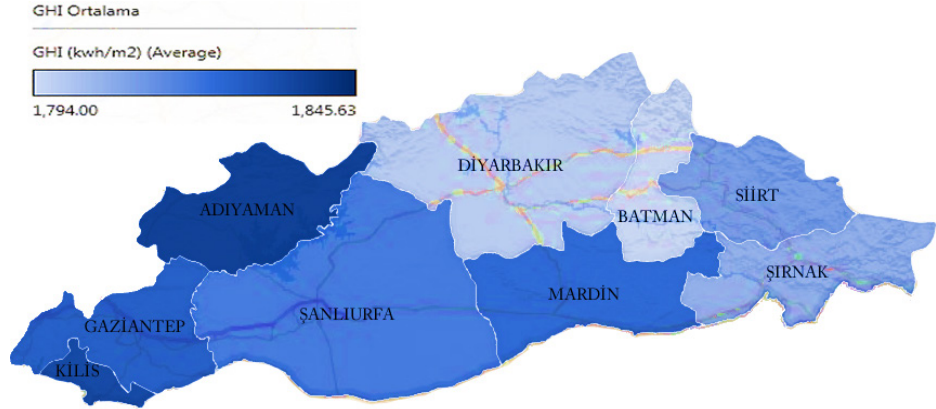 GHI Ortalama
GHI (kwh/m2) (Average)
1,794.00 1,845.63
DİYARBAKIR
ADIYAMAN
SİİRT
BATMAN
ŞIRNAK
MARDİN
ŞANLIURFA
GAZİANTEP
KİLİS